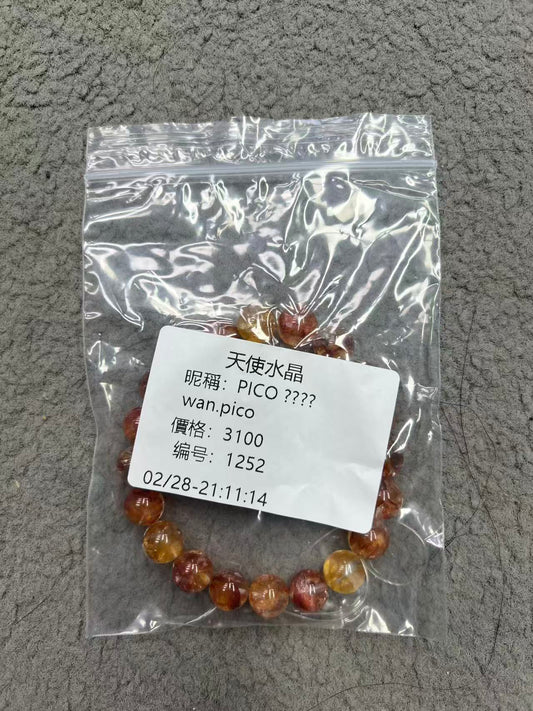 天使水晶
昵稱：PICO ????
wan.pico
價格：3100
编号：1252
02/28-21:11:14